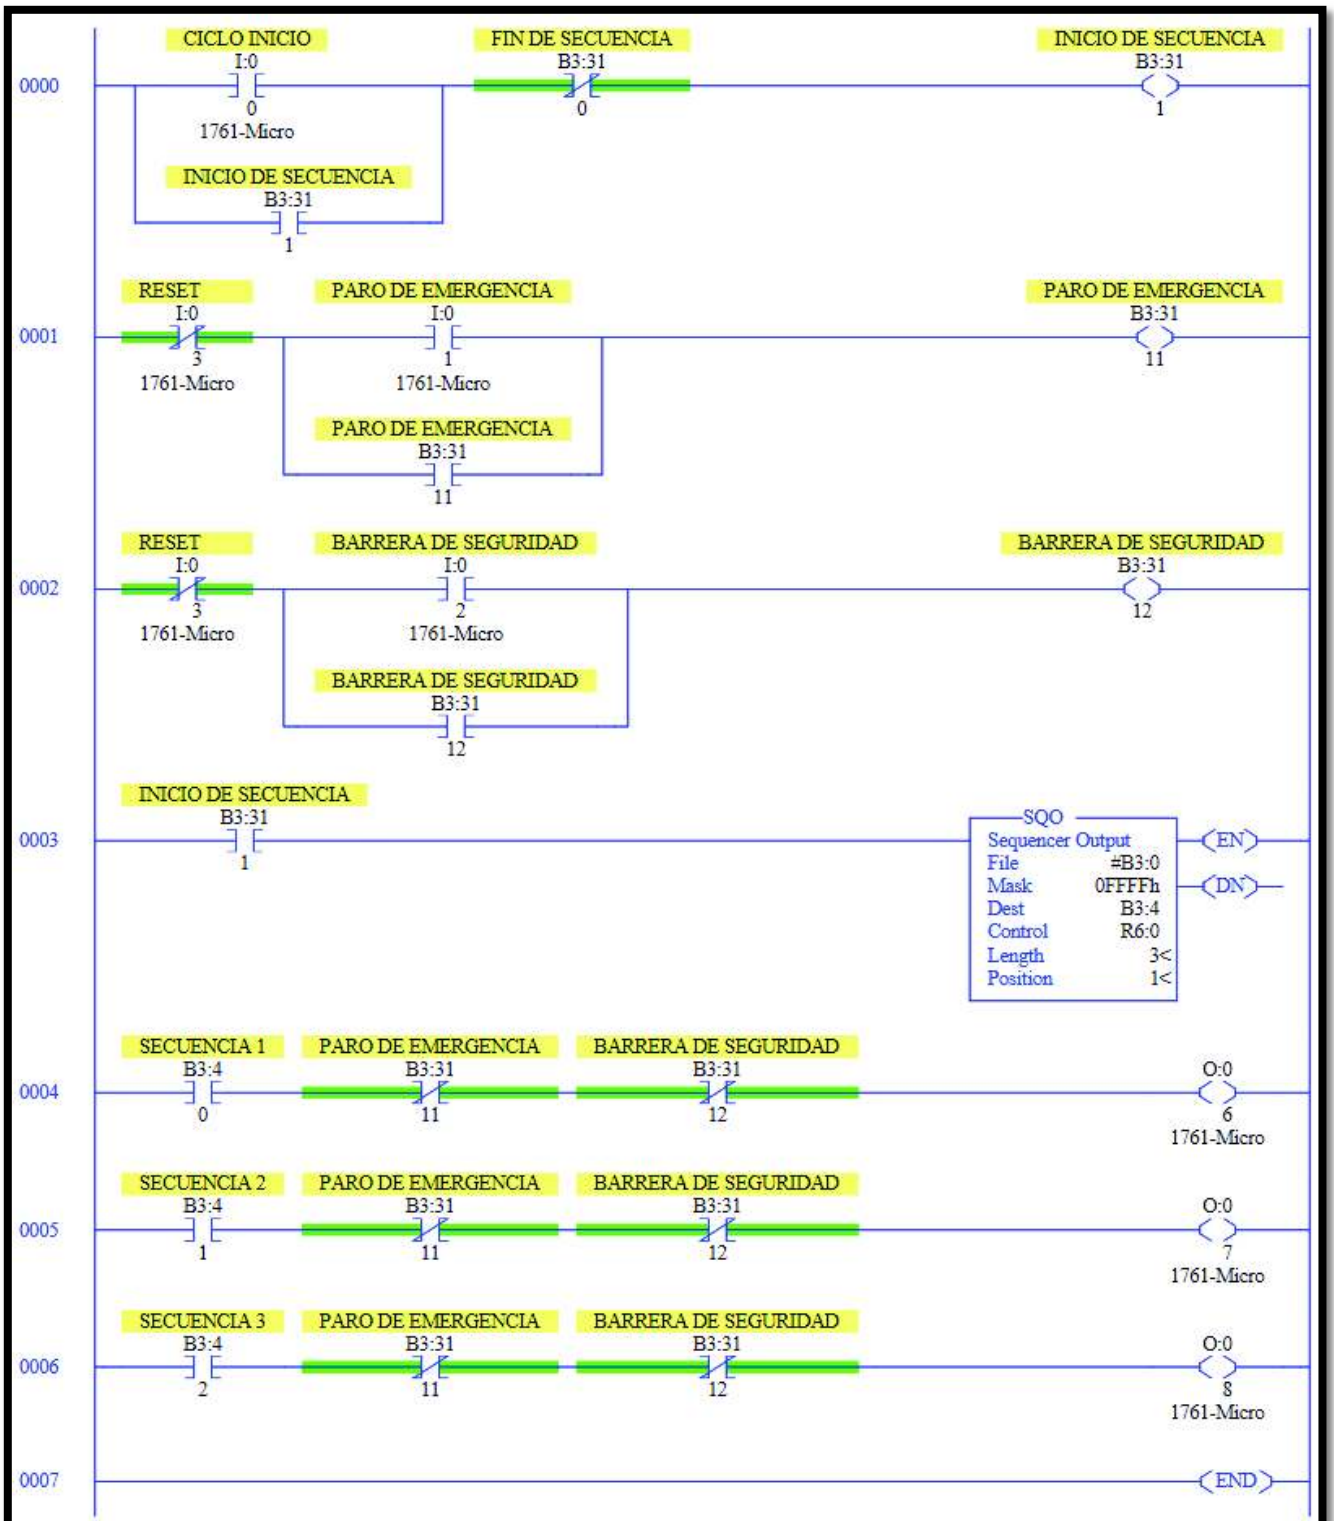 CICLO INICIO FIN DE SECUENCIA INICIO DE SECUENCIA
I:0 B3:31 B3:31
0000
0 0 1
1761-Micro
INICIO DE SECUENCIA
B3:31
1
RESET PARO DE EMERGENCIA PARO DE EMERGENCIA
I:0 I:0 B3:31
0001
3 1 11
1761-Micro 1761-Micro
PARO DE EMERGENCIA
B3:31
11
RESET BARRERA DE SEGURIDAD BARRERA DE SEGURIDAD
I:0 I:0 B3:31
0002
3 2 12
1761-Micro 1761-Micro
BARRERA DE SEGURIDAD
B3:31
12
INICIO DE SECUENCIA
B3:31 SQO
0003 Sequencer Output EN
1
File #B3:0
Mask 0FFFFh DN
Dest B3:4
Control R6:0
Length 3<
Position 1<
SECUENCIA 1 PARO DE EMERGENCIA BARRERA DE SEGURIDAD
B3:4 B3:31 B3:31 O:0
0004
0 11 12 6
1761-Micro
SECUENCIA 2 PARO DE EMERGENCIA BARRERA DE SEGURIDAD
B3:4 B3:31 B3:31 O:0
0005
1 11 12 7
1761-Micro
SECUENCIA 3 PARO DE EMERGENCIA BARRERA DE SEGURIDAD
B3:4 B3:31 B3:31 O:0
0006
2 11 12 8
1761-Micro
0007 END